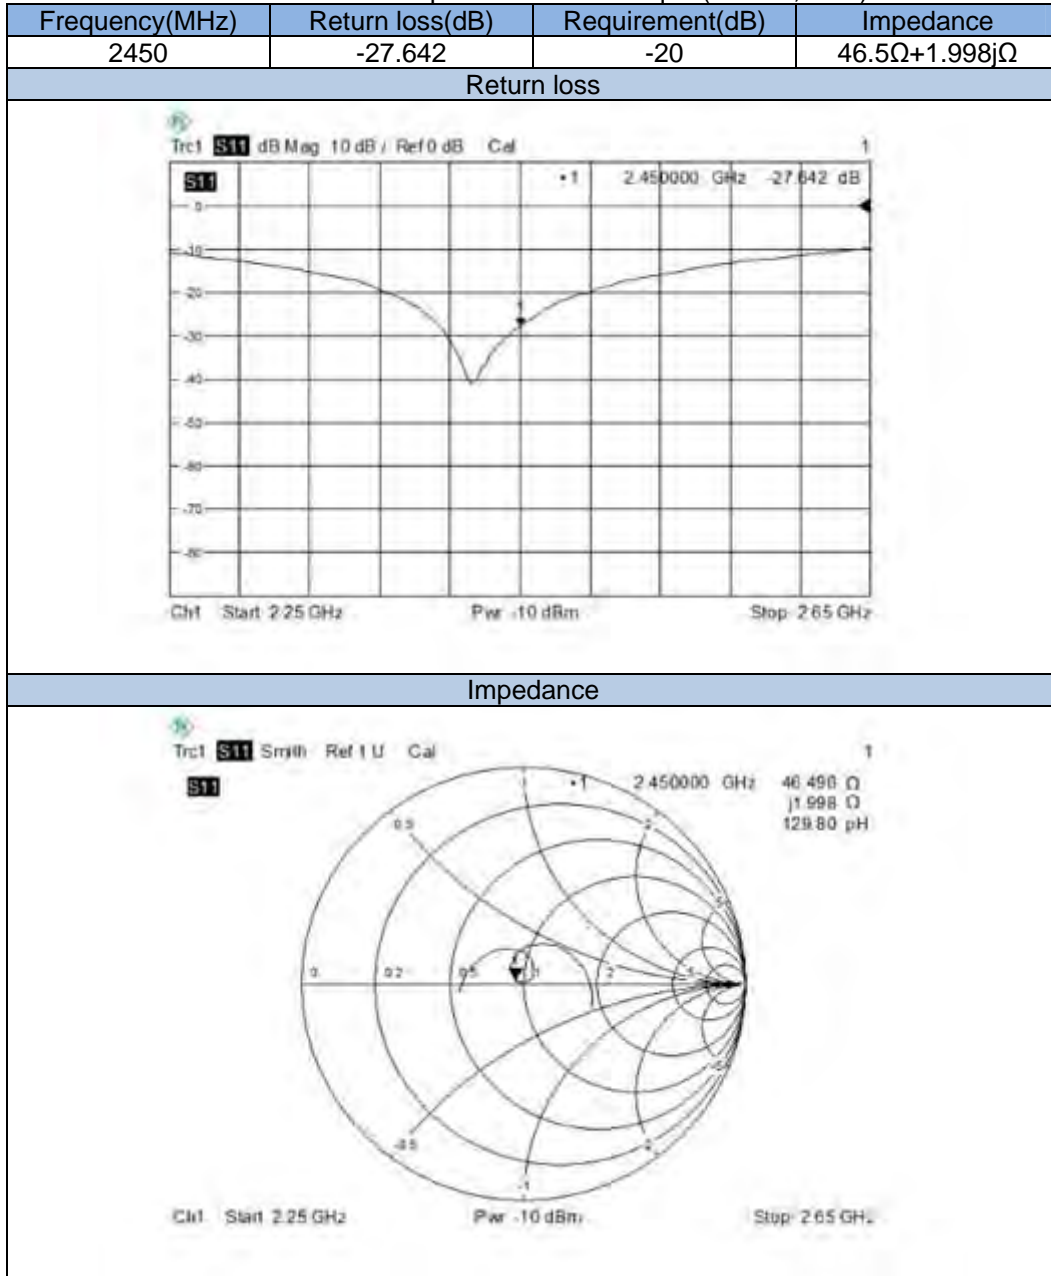 Frequency(MHz) Return loss(dB) Requirement(dB) Impedance
2450 -27.642 -20 46.5Ω+1.998jΩ
Return loss
Trc1 S11 dB Mag 10 dB / Ref 0 dB Cal 1
S11 •1 2.450000 GHz -27.642 dB
0
-10
-20
1
-30
-40
-50
-60
-70
-80
Ch1 Start 2.25 GHz Pwr -10 dBm Stop 2.65 GHz
Impedance
Trc1 S11 Smith Ref 1 U Cal 1
S11 •1 2.450000 GHz 46.496 Ω
j1.998 Ω
129.80 pH
1
0.5 2
5
0 0.2 0.5 1 2 5
-5
-0.5 -2
-1
Ch1 Start 2.25 GHz Pwr -10 dBm Stop 2.65 GHz